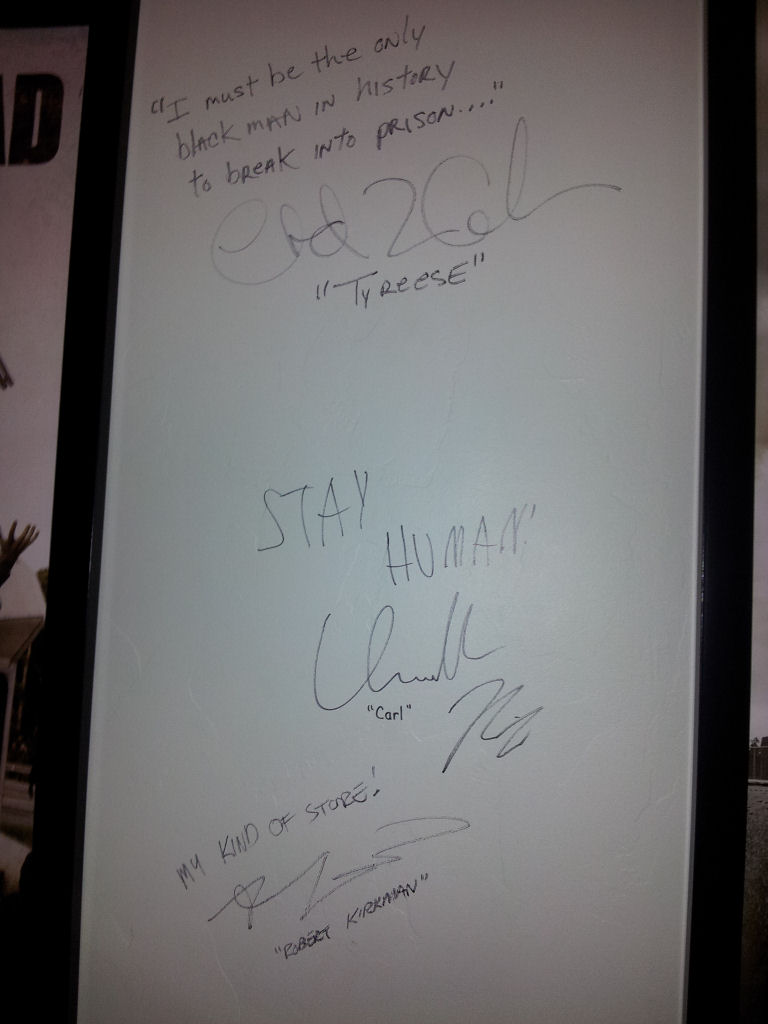 AD
"I must be the only
black man in history
to break into prison...."
"Tyreese"
STAY
HUMAN
"Carl"
MY KIND OF STORE!
"ROBERT KIRKMAN"